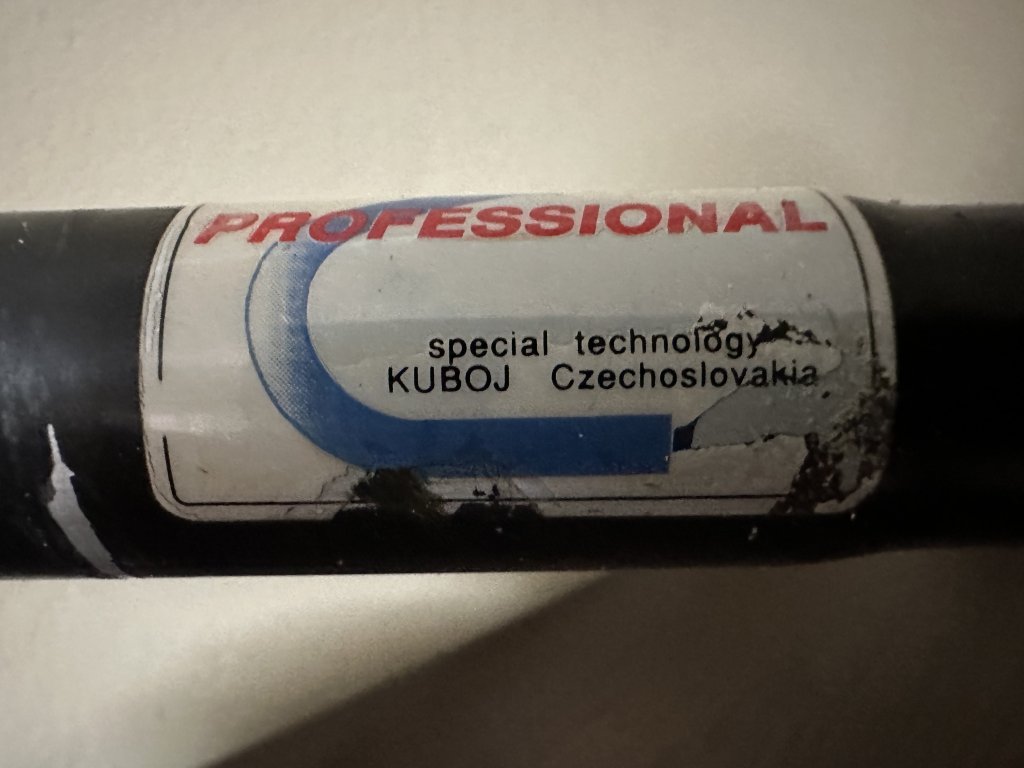 PROFESSIONAL
special technology
KUBOJ Czechoslovakia